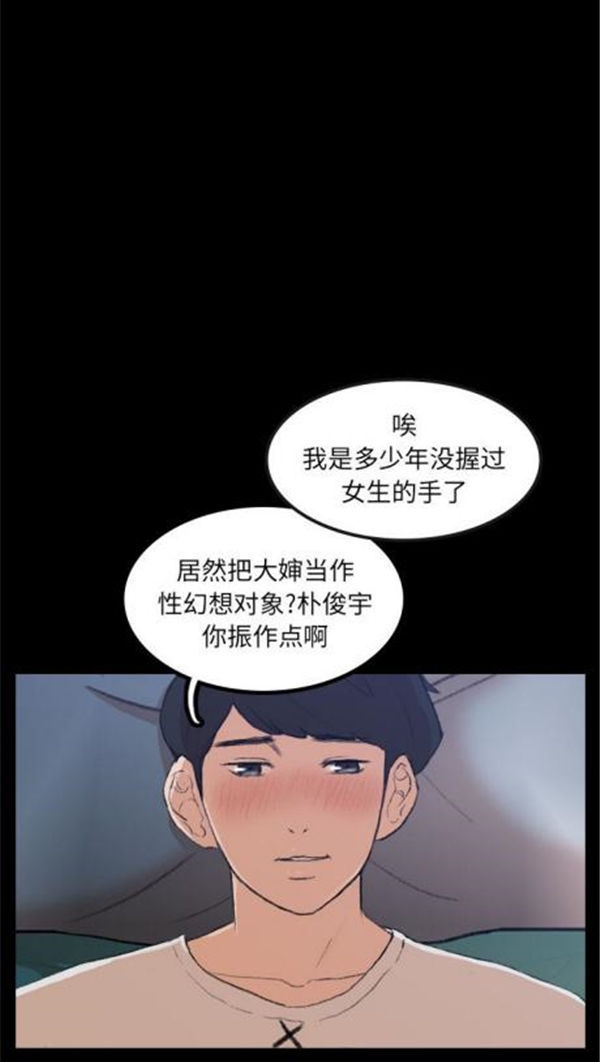 唉
我是多少年没握过
女生的手了
居然把大婶当作
性幻想对象?朴俊宇
你振作点啊